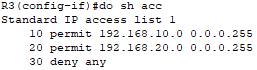 R3(config-if)#do sh acc
Standard IP access list 1
    10 permit 192.168.10.0 0.0.0.255
    20 permit 192.168.20.0 0.0.0.255
    30 deny any